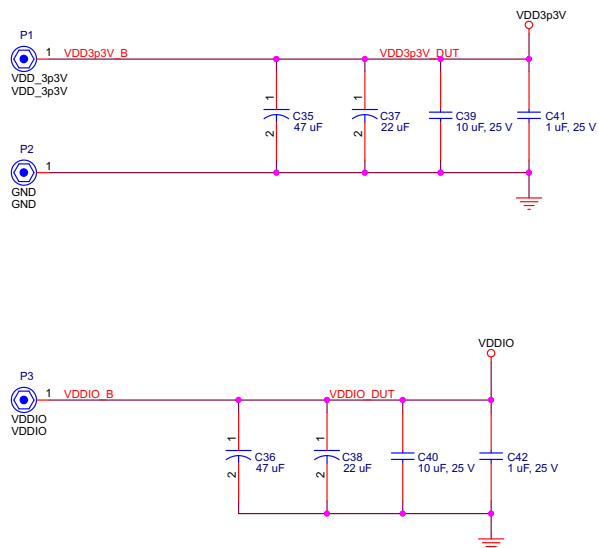 VDD3p3V
P1
1
VDD3p3V_B
VDD3p3V_DUT
VDD_3p3V
VDD_3p3V
1
2
C35
47 uF
1
2
C37
22 uF
C39
10 uF, 25 V
C41
1 uF, 25 V
P2
1
GND
GND
VDDIO
P3
1
VDDIO_B
VDDIO_DUT
VDDIO
VDDIO
1
2
C36
47 uF
1
2
C38
22 uF
C40
10 uF, 25 V
C42
1 uF, 25 V